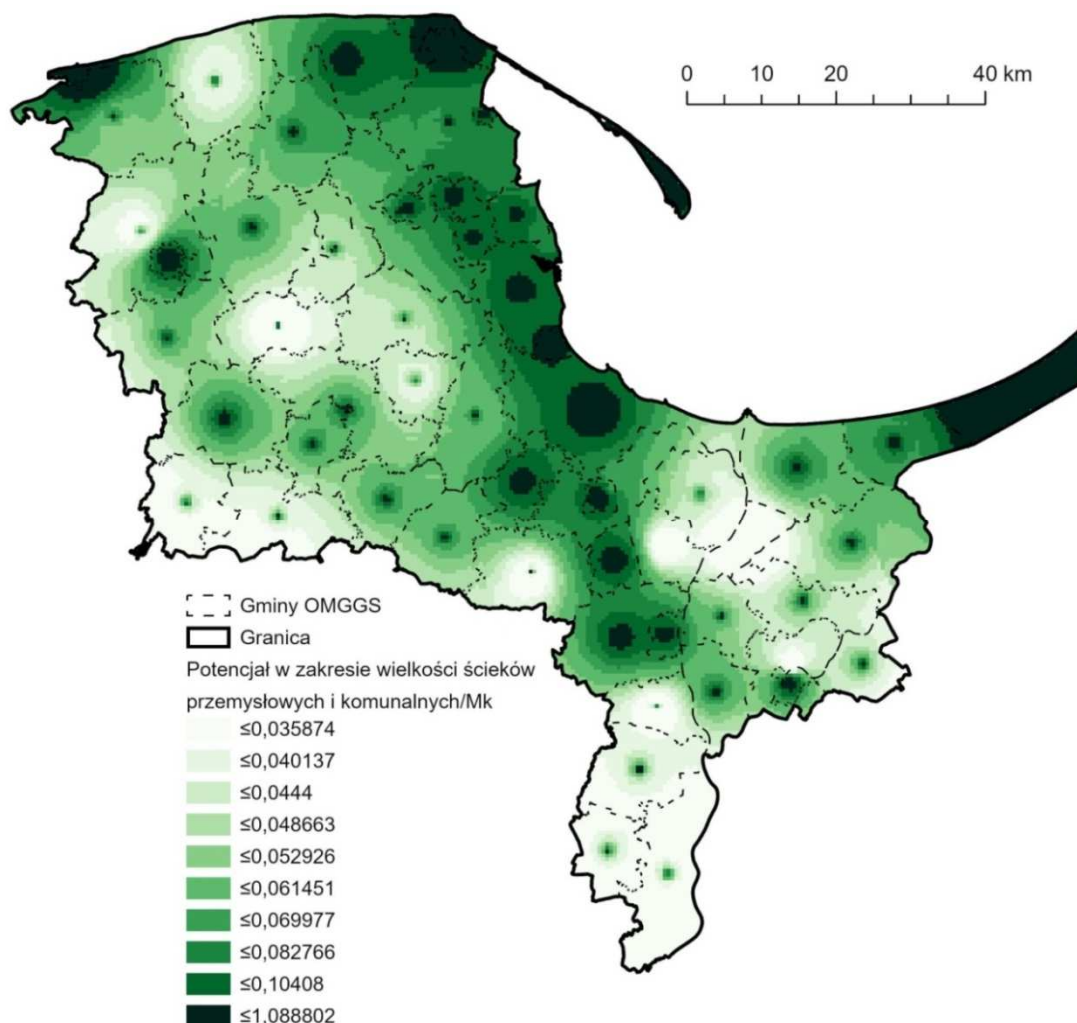 0 10 20 40 km
Gminy OMGGS
Granica
Potencjał w zakresie wielkości ścieków
przemysłowych i komunalnych/Mk
≤0,035874
≤0,040137
≤0,0444
≤0,048663
≤0,052926
≤0,061451
≤0,069977
≤0,082766
≤0,10408
≤1,088802